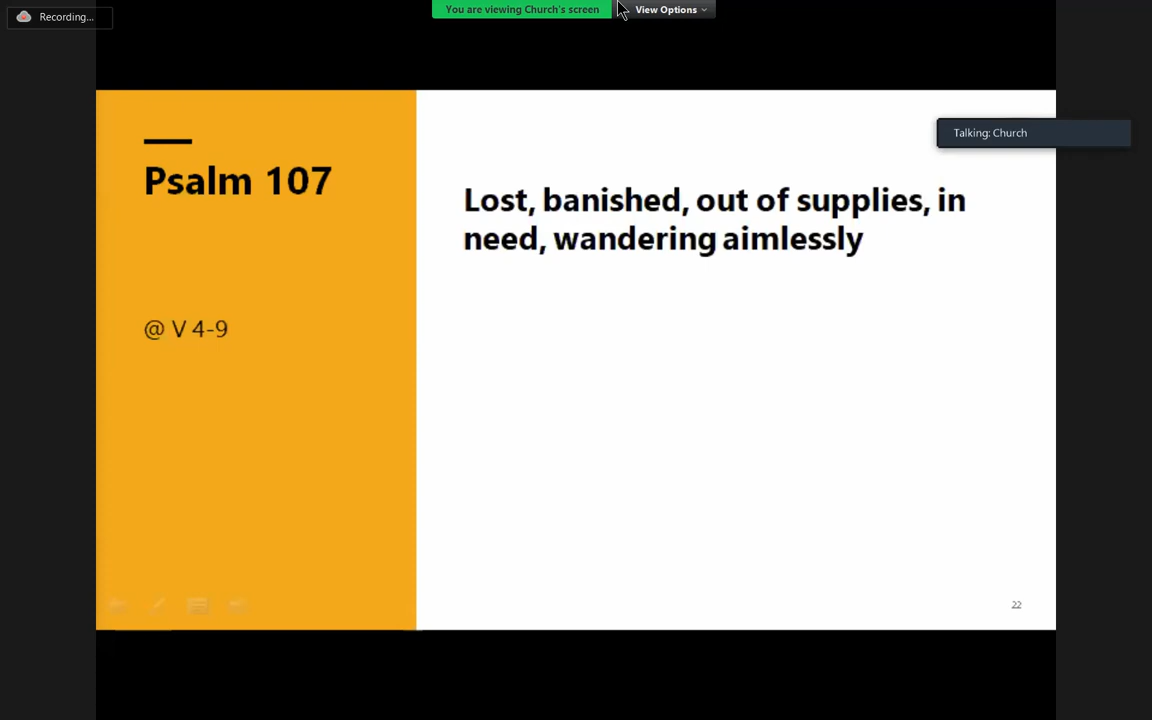 Recording...
You are viewing Church's screen
View Options
Talking: Church
Psalm 107
@ V 4-9
Lost, banished, out of supplies, in
need, wandering aimlessly
22